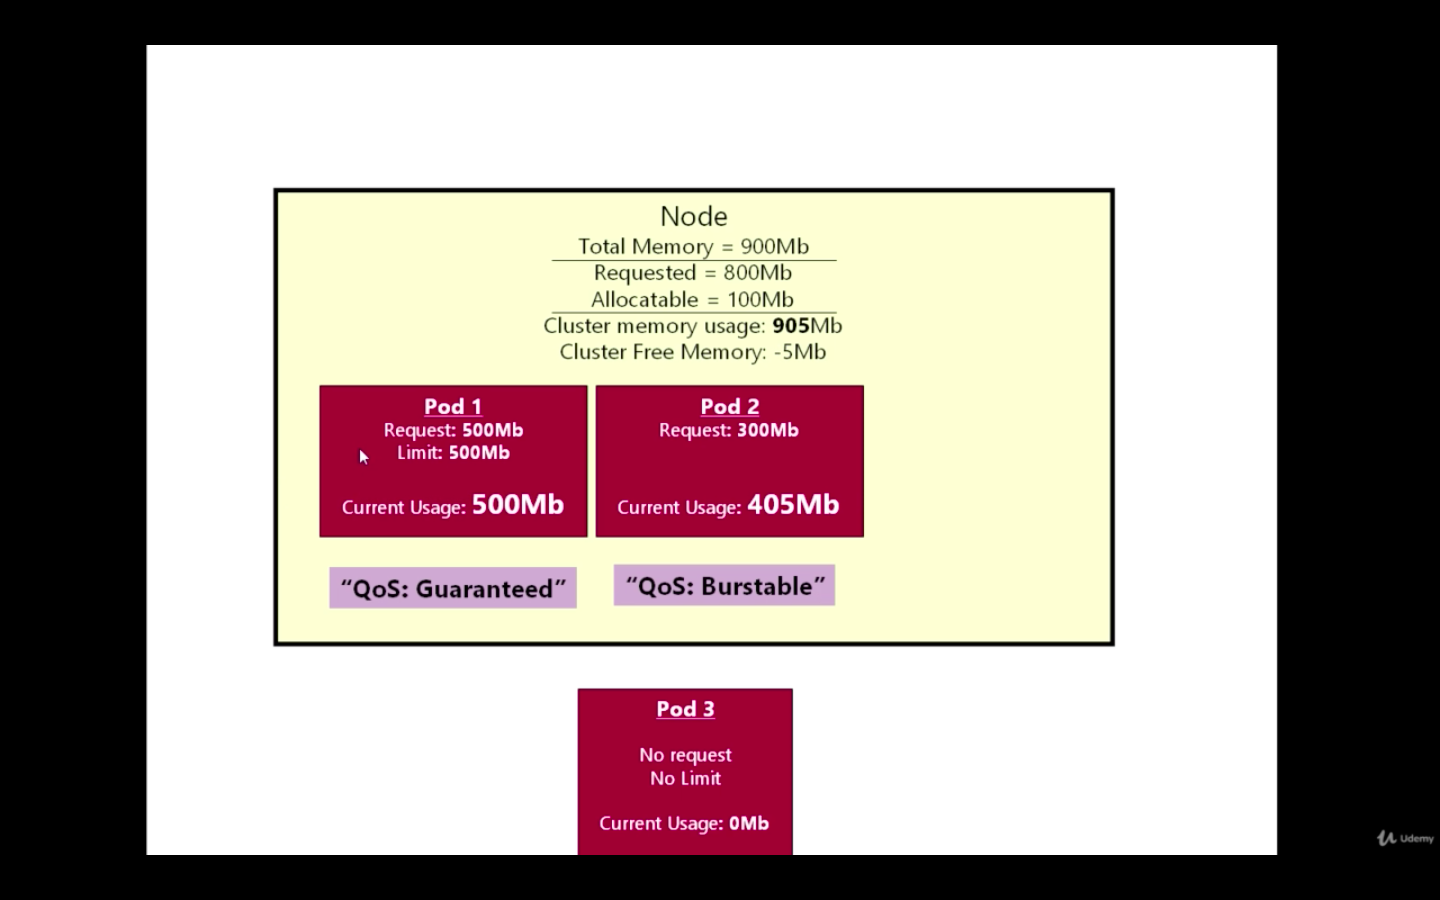 Node
Total Memory = 900Mb
Requested = 800Mb
Allocatable = 100Mb
Cluster memory usage: 905Mb
Cluster Free Memory: -5Mb
Pod 1
Request: 500Mb
Limit: 500Mb
Current Usage: 500Mb
Pod 2
Request: 300Mb
Current Usage: 405Mb
“QoS: Guaranteed”
“QoS: Burstable”
Pod 3
No request
No Limit
Current Usage: 0Mb
Udemy